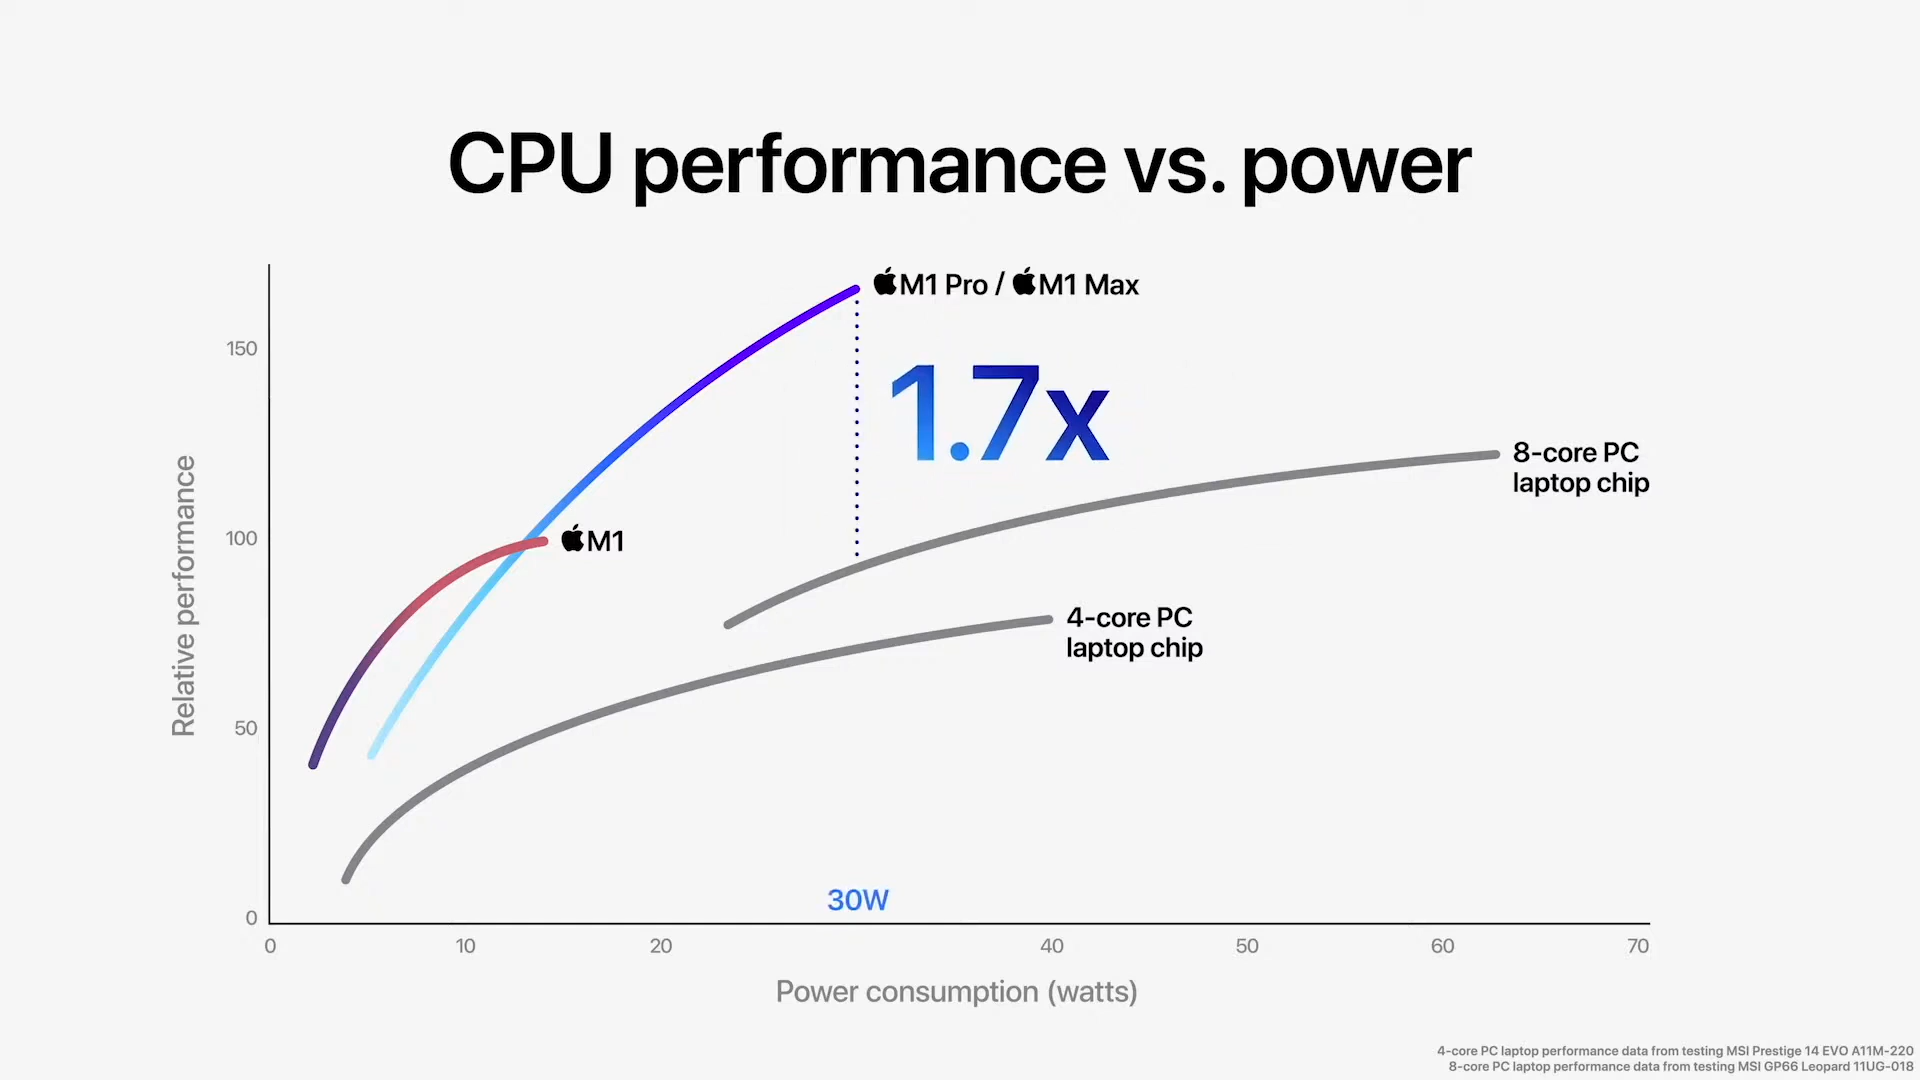 CPU performance vs. power
M1 Pro / M1 Max
150
1.7x
8-core PC
laptop chip
100
M1
Relative performance
4-core PC
laptop chip
50
30W
0
0 10 20 40 50 60 70
Power consumption (watts)
4-core PC laptop performance data from testing MSI Prestige 14 EVO A11M-220
8-core PC laptop performance data from testing MSI GP66 Leopard 11UG-018